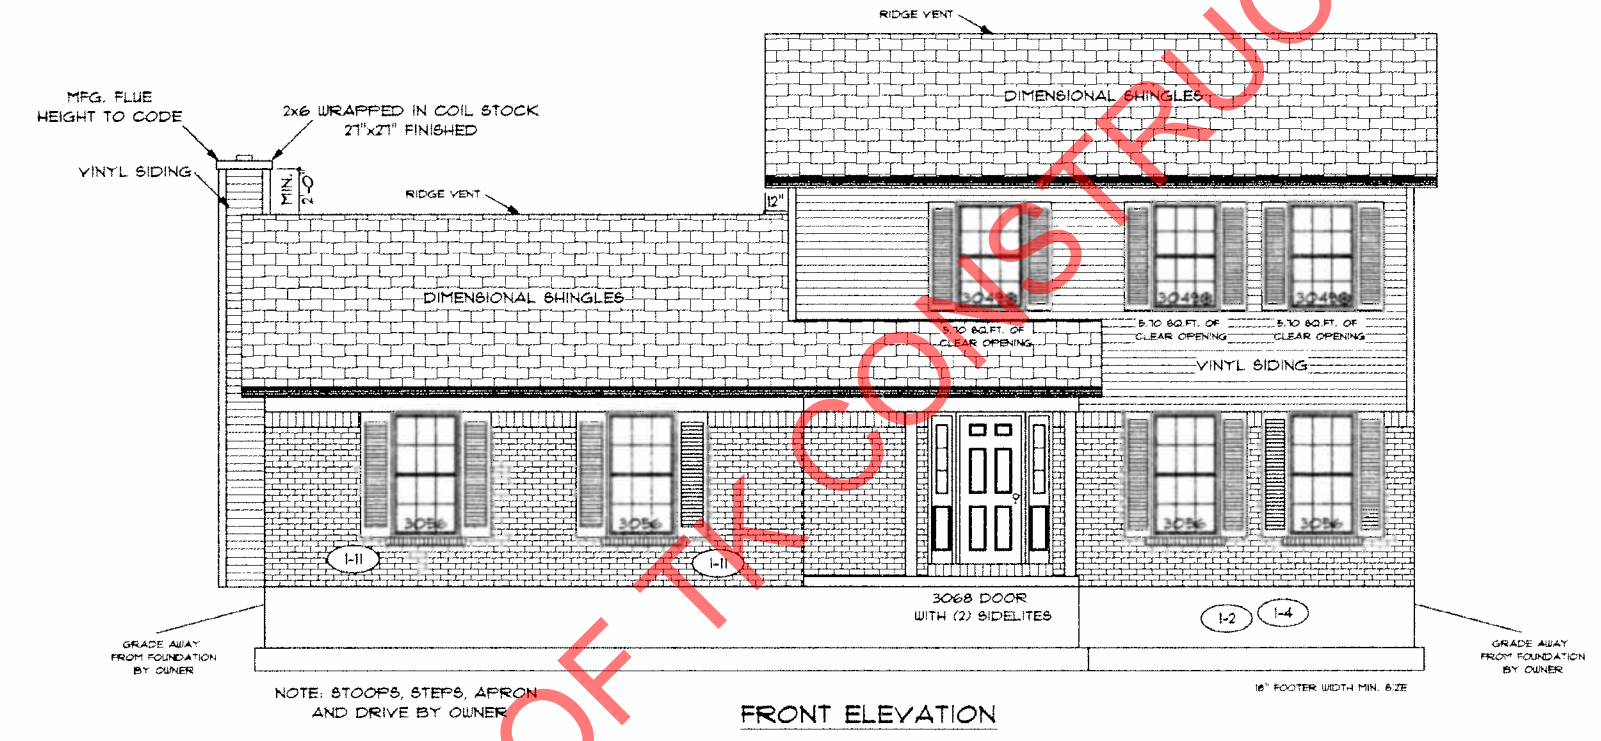 RIDGE VENT
DIMENSIONAL SHINGLES
MFG. FLUE
HEIGHT TO CODE
2x6 WRAPPED IN COIL STOCK
27"x27" FINISHED
VINYL SIDING
MIN.
2'-0"
RIDGE VENT
12"
DIMENSIONAL SHINGLES
30498
30498
30498
5.70 SQ.FT. OF
CLEAR OPENING
5.70 SQ.FT. OF
CLEAR OPENING
5.70 SQ.FT. OF
CLEAR OPENING
VINYL SIDING
3056
3056
3056
3056
1-11
1-11
3068 DOOR
WITH (2) SIDELITES
1-2
1-4
GRADE AWAY
FROM FOUNDATION
BY OWNER
GRADE AWAY
FROM FOUNDATION
BY OWNER
NOTE: STOOPS, STEPS, APRON
AND DRIVE BY OWNER
18" FOOTER WIDTH MIN. SIZE
FRONT ELEVATION
OF TK CONSTRUC